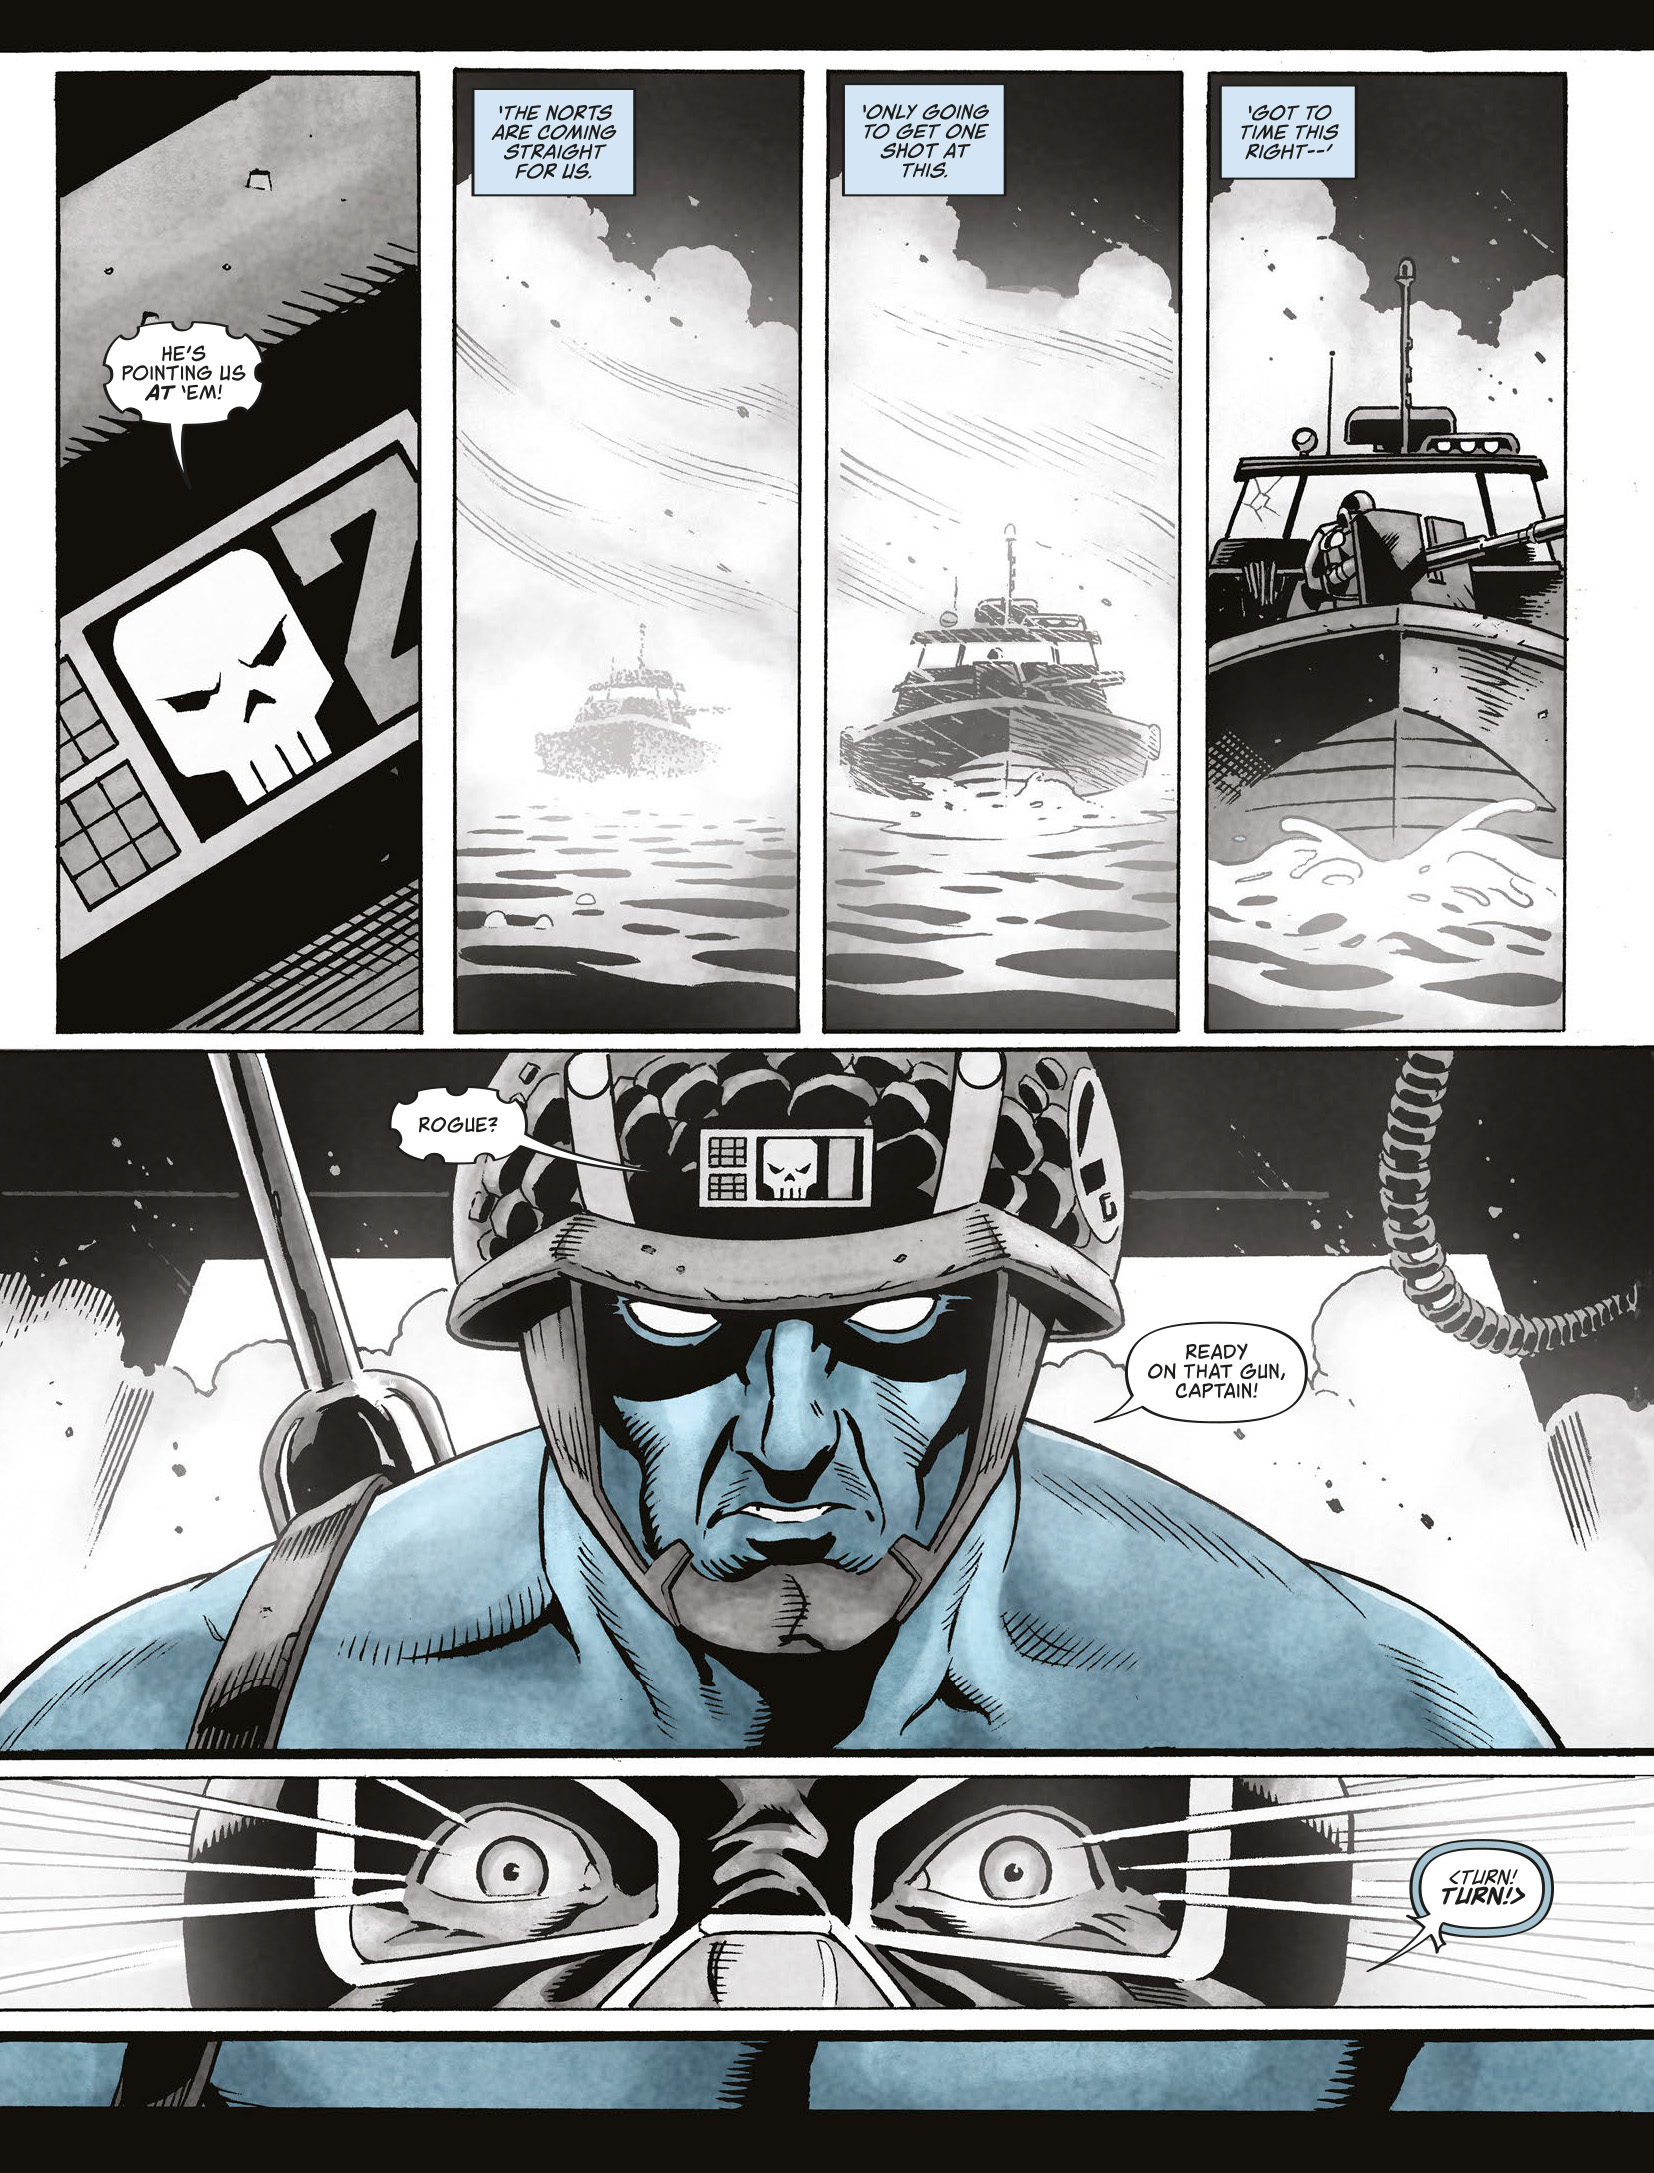 HE'S
POINTING US
AT 'EM!
'THE NORTS
ARE COMING
STRAIGHT
FOR US.
'ONLY GOING
TO GET ONE
SHOT AT
THIS.
'GOT TO
TIME THIS
RIGHT--'
2
ROGUE?
G
READY
ON THAT GUN,
CAPTAIN!
<TURN!
TURN!>